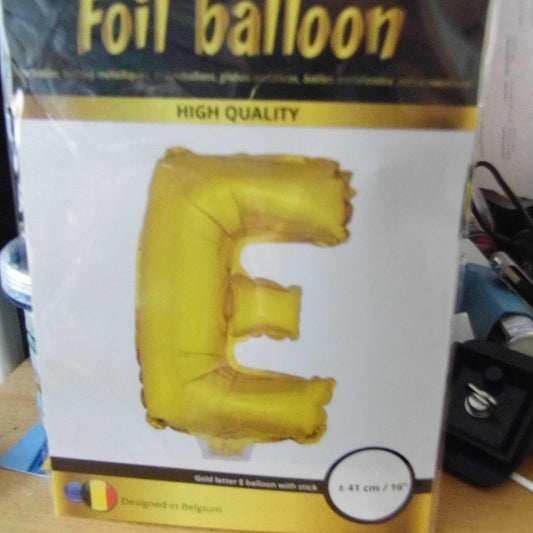 Foil balloon
HIGH QUALITY
Gold letter E balloon with stick
± 41 cm / 16"
Designed in Belgium